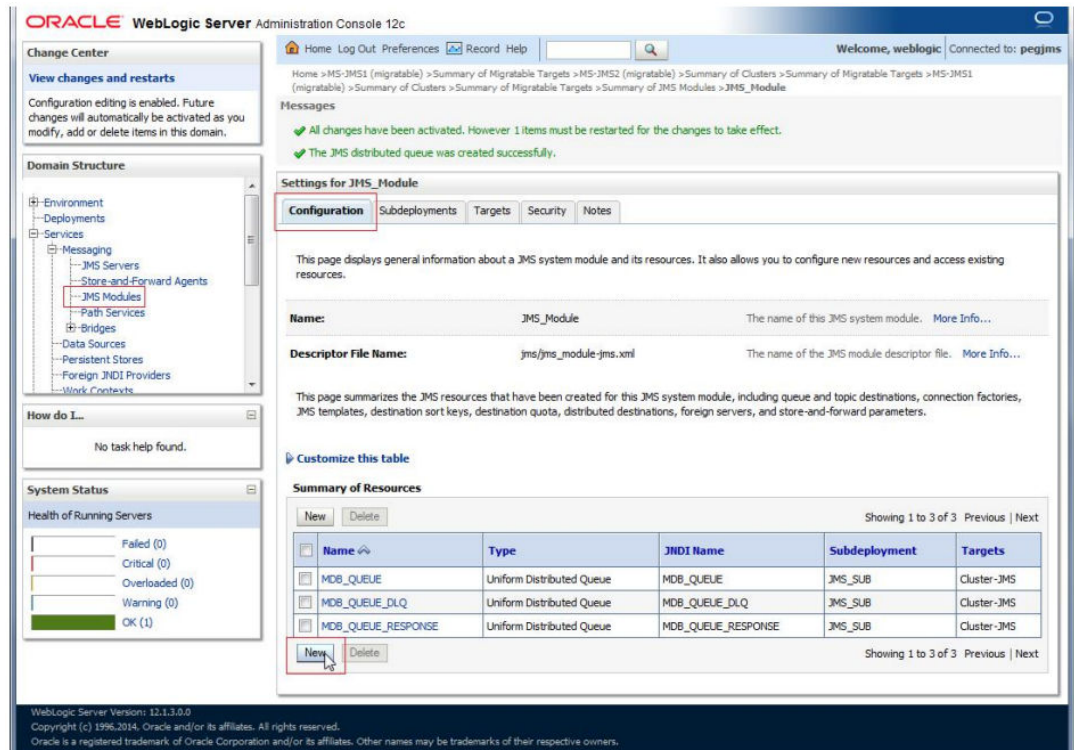 ORACLE WebLogic Server Administration Console 12c
Change Center
View changes and restarts
Configuration editing is enabled. Future
changes will automatically be activated as you
modify, add or delete items in this domain.
Domain Structure
Environment
Deployments
Services
Messaging
JMS Servers
Store-and-Forward Agents
JMS Modules
Path Services
Bridges
Data Sources
Persistent Stores
Foreign JNDI Providers
Work Contexts
How do I...
No task help found.
System Status
Health of Running Servers
Failed (0)
Critical (0)
Overloaded (0)
Warning (0)
OK (1)
Home Log Out Preferences Record Help
Welcome, weblogic Connected to: pegjms
Home >MS-JMS1 (migratable) >Summary of Migratable Targets >MS-JMS2 (migratable) >Summary of Clusters >Summary of Migratable Targets >MS-JMS1
(migratable) >Summary of Clusters >Summary of Migratable Targets >Summary of JMS Modules >JMS_Module
Messages
All changes have been activated. However 1 items must be restarted for the changes to take effect.
The JMS distributed queue was created successfully.
Settings for JMS_Module
Configuration Subdeployments Targets Security Notes
This page displays general information about a JMS system module and its resources. It also allows you to configure new resources and access existing
resources.
Name: JMS_Module The name of this JMS system module. More Info...
Descriptor File Name: jms/jms_module-jms.xml The name of the JMS module descriptor file. More Info...
This page summarizes the JMS resources that have been created for this JMS system module, including queue and topic destinations, connection factories,
JMS templates, destination sort keys, destination quota, distributed destinations, foreign servers, and store-and-forward parameters.
Customize this table
Summary of Resources
New Delete Showing 1 to 3 of 3 Previous | Next
Name Type JNDI Name Subdeployment Targets
MDB_QUEUE Uniform Distributed Queue MDB_QUEUE JMS_SUB Cluster-JMS
MDB_QUEUE_DLQ Uniform Distributed Queue MDB_QUEUE_DLQ JMS_SUB Cluster-JMS
MDB_QUEUE_RESPONSE Uniform Distributed Queue MDB_QUEUE_RESPONSE JMS_SUB Cluster-JMS
New Delete Showing 1 to 3 of 3 Previous | Next
WebLogic Server Version: 12.1.3.0.0
Copyright (c) 1996,2014, Oracle and/or its affiliates. All rights reserved.
Oracle is a registered trademark of Oracle Corporation and/or its affiliates. Other names may be trademarks of their respective owners.